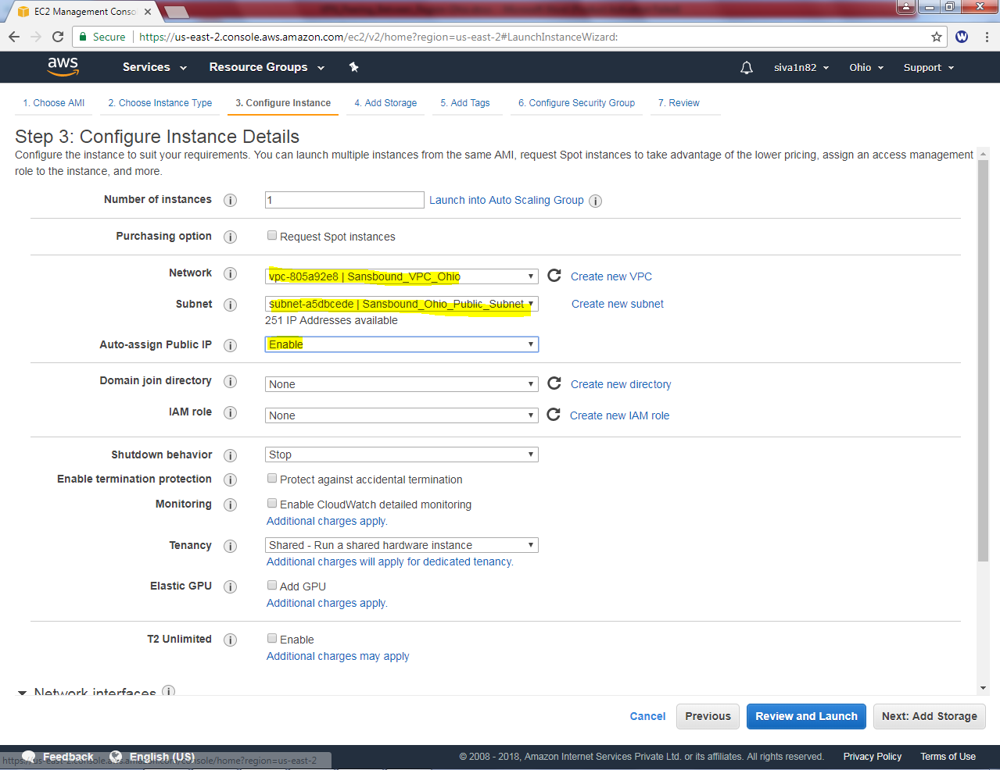 EC2 Management Conso
Secure https://us-east-2.console.aws.amazon.com/ec2/v2/home?region=us-east-2#LaunchInstanceWizard:
W
aws Services Resource Groups siva1n82 Ohio Support
1. Choose AMI 2. Choose Instance Type 3. Configure Instance 4. Add Storage 5. Add Tags 6. Configure Security Group 7. Review
Step 3: Configure Instance Details
Configure the instance to suit your requirements. You can launch multiple instances from the same AMI, request Spot instances to take advantage of the lower pricing, assign an access management
role to the instance, and more.
Number of instances i 1 Launch into Auto Scaling Group i
Purchasing option i Request Spot instances
Network i vpc-805a92e8 | Sansbound_VPC_Ohio Create new VPC
Subnet i subnet-a5dbcede | Sansbound_Ohio_Public_Subnet Create new subnet
251 IP Addresses available
Auto-assign Public IP i Enable
Domain join directory i None Create new directory
IAM role i None Create new IAM role
Shutdown behavior i Stop
Enable termination protection i Protect against accidental termination
Monitoring i Enable CloudWatch detailed monitoring
Additional charges apply.
Tenancy i Shared - Run a shared hardware instance
Additional charges will apply for dedicated tenancy.
Elastic GPU i Add GPU
Additional charges apply.
T2 Unlimited i Enable
Additional charges may apply
Network interfaces i
Cancel Previous Review and Launch Next: Add Storage
Feedback English (US) © 2008 - 2018, Amazon Internet Services Private Ltd. or its affiliates. All rights reserved. Privacy Policy Terms of Use
https://us-east-2.console.aws.amazon.com/console/home?region=us-east-2